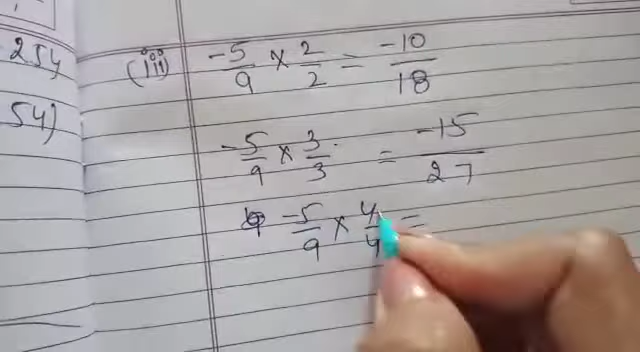 254
54)
(iii) -5/9 × 2/2 = -10/18
-5/9 × 3/3 = -15/27
-5/9 × 4/4 =